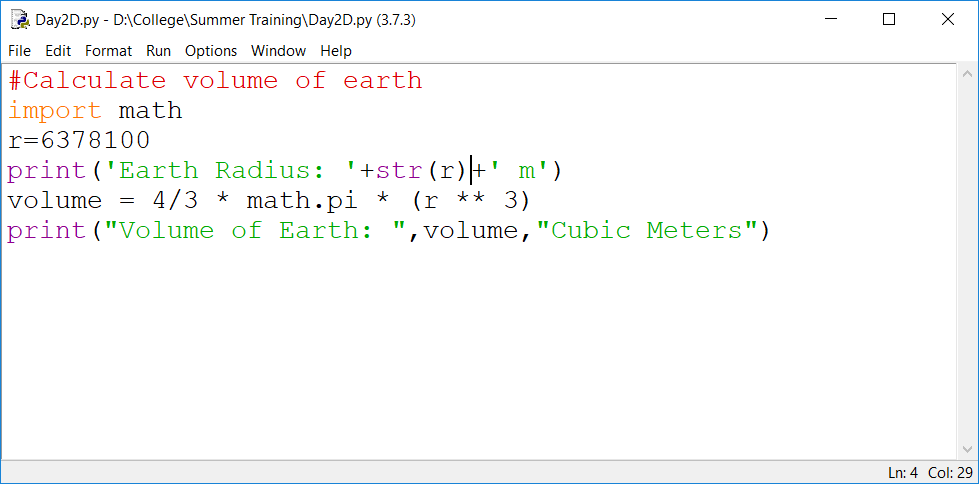 Day2D.py - D:\College\Summer Training\Day2D.py (3.7.3)
File Edit Format Run Options Window Help
#Calculate volume of earth
import math
r=6378100
print('Earth Radius: '+str(r)+' m')
volume = 4/3 * math.pi * (r ** 3)
print("Volume of Earth: ",volume,"Cubic Meters")
Ln: 4 Col: 29